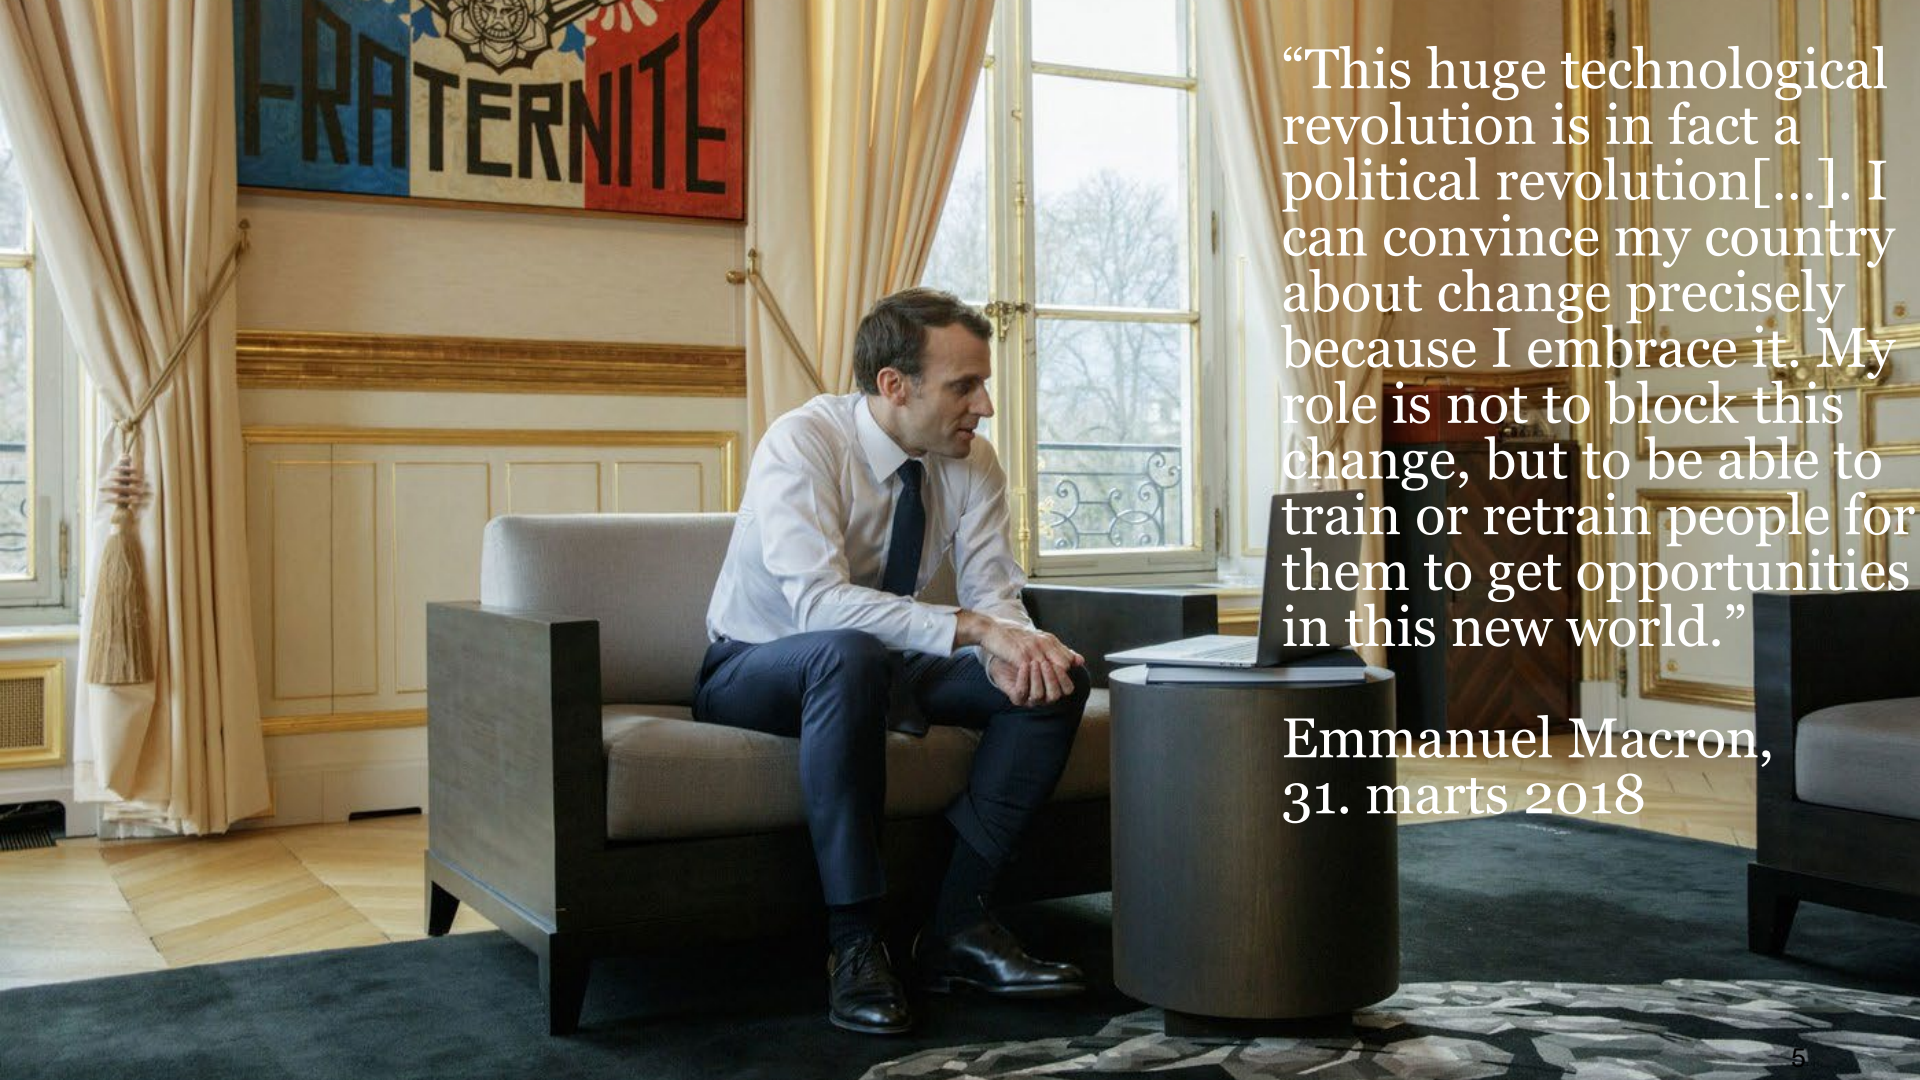 FRATERNITÉ
“This huge technological
revolution is in fact a
political revolution[…]. I
can convince my country
about change precisely
because I embrace it. My
role is not to block this
change, but to be able to
train or retrain people for
them to get opportunities
in this new world.”
Emmanuel Macron,
31. marts 2018
5